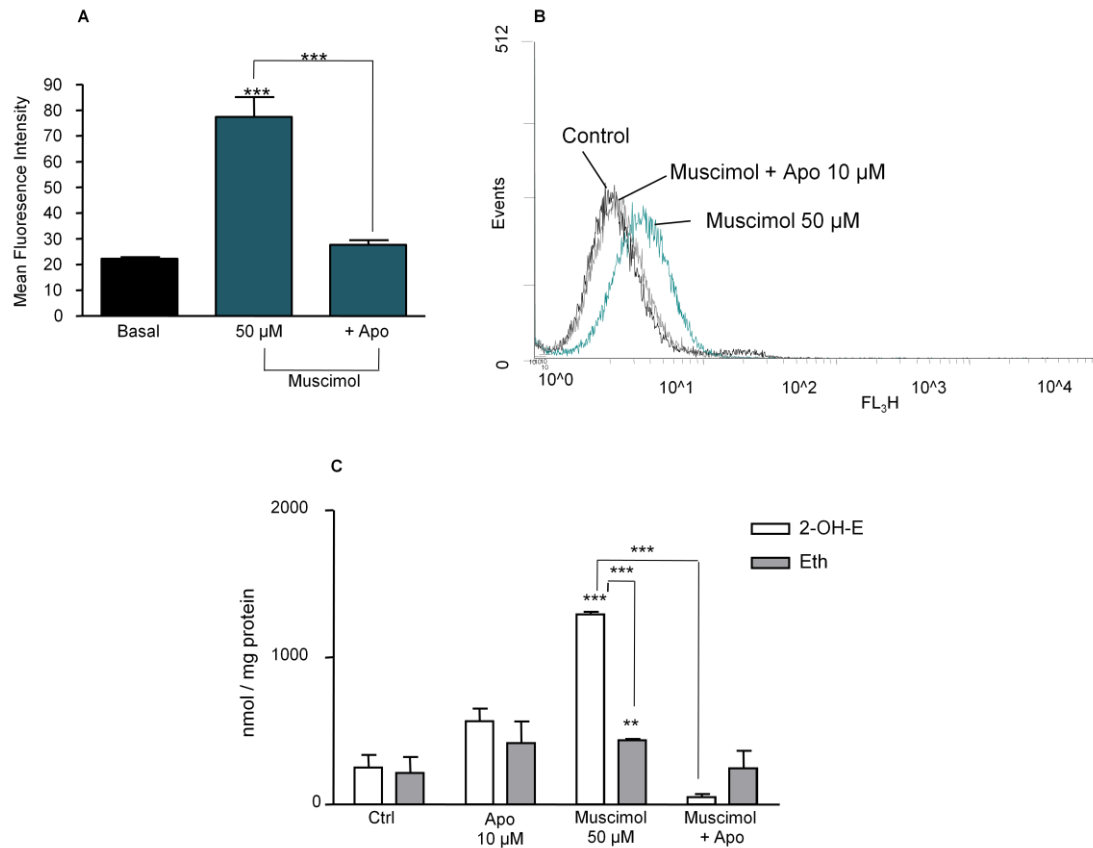 A
***
***
90
80
70
60
50
40
30
20
10
0
Mean Fluoresence Intensity
Basal
50 µM
+ Apo
Muscimol
B
512
Events
0
Control
Muscimol + Apo 10 µM
Muscimol 50 µM
10^0
10^1
10^2
10^3
10^4
FL₃H
C
2000
1000
0
nmol / mg protein
2-OH-E
Eth
***
***
***
**
Ctrl
Apo
10 µM
Muscimol
50 µM
Muscimol
+ Apo